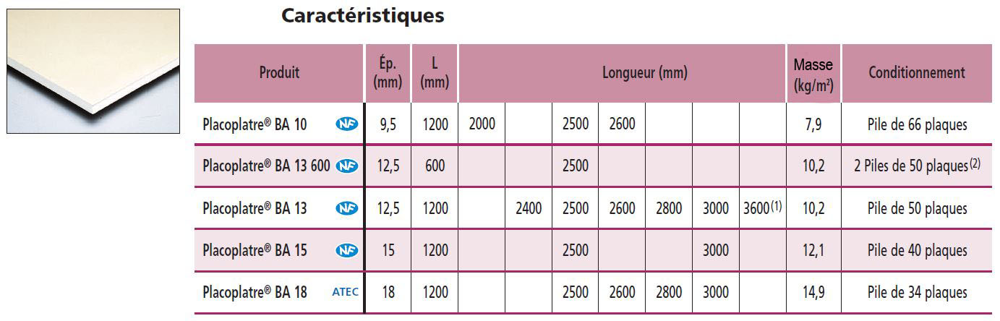 Caractéristiques
Produit Ép. (mm) L (mm) Longueur (mm) Masse (kg/m²) Conditionnement
Placoplatre® BA 10 NF 9,5 1200 2000 2500 2600 7,9 Pile de 66 plaques
Placoplatre® BA 13 600 NF 12,5 600 2500 10,2 2 Piles de 50 plaques(2)
Placoplatre® BA 13 NF 12,5 1200 2400 2500 2600 2800 3000 3600(1) 10,2 Pile de 50 plaques
Placoplatre® BA 15 NF 15 1200 2500 3000 12,1 Pile de 40 plaques
Placoplatre® BA 18 ATEC 18 1200 2500 2600 2800 3000 14,9 Pile de 34 plaques